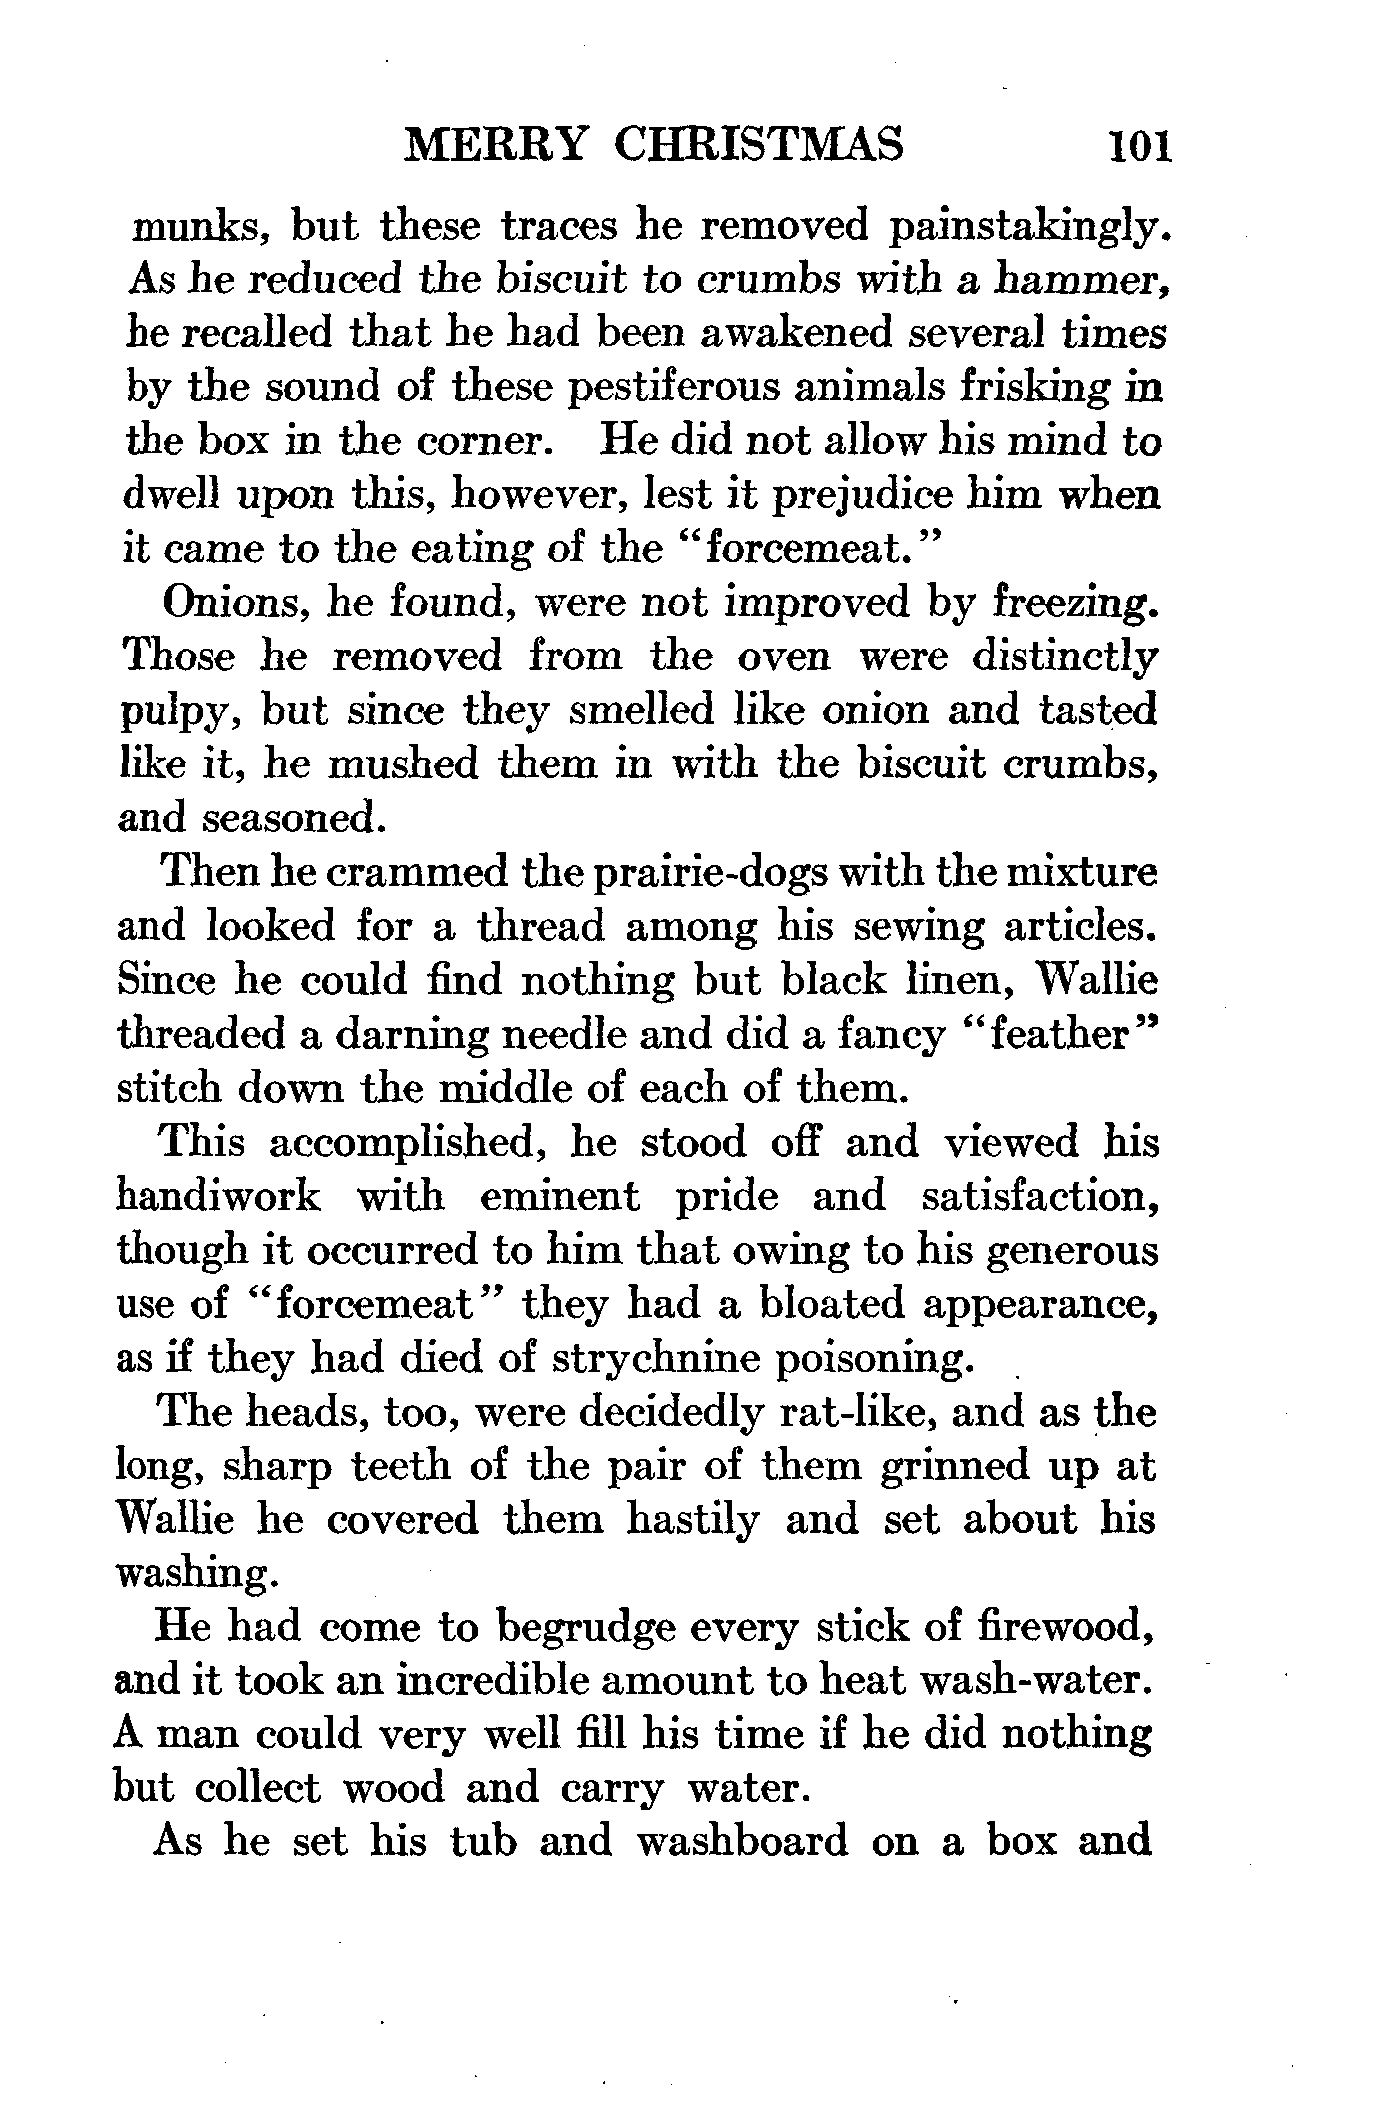 MERRY CHRISTMAS 101
munks, but these traces he removed painstakingly.
As he reduced the biscuit to crumbs with a hammer,
he recalled that he had been awakened several times
by the sound of these pestiferous animals frisking in
the box in the corner. He did not allow his mind to
dwell upon this, however, lest it prejudice him when
it came to the eating of the "forcemeat."
Onions, he found, were not improved by freezing.
Those he removed from the oven were distinctly
pulpy, but since they smelled like onion and tasted
like it, he mushed them in with the biscuit crumbs,
and seasoned.
Then he crammed the prairie-dogs with the mixture
and looked for a thread among his sewing articles.
Since he could find nothing but black linen, Wallie
threaded a darning needle and did a fancy "feather"
stitch down the middle of each of them.
This accomplished, he stood off and viewed his
handiwork with eminent pride and satisfaction,
though it occurred to him that owing to his generous
use of "forcemeat" they had a bloated appearance,
as if they had died of strychnine poisoning.
The heads, too, were decidedly rat-like, and as the
long, sharp teeth of the pair of them grinned up at
Wallie he covered them hastily and set about his
washing.
He had come to begrudge every stick of firewood,
and it took an incredible amount to heat wash-water.
A man could very well fill his time if he did nothing
but collect wood and carry water.
As he set his tub and washboard on a box and